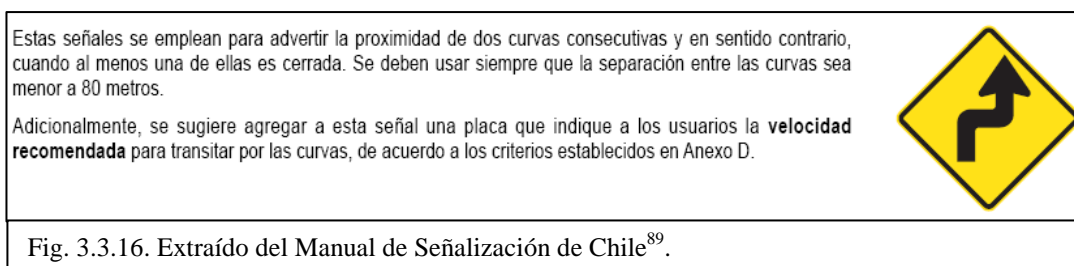 Estas señales se emplean para advertir la proximidad de dos curvas consecutivas y en sentido contrario,
cuando al menos una de ellas es cerrada. Se deben usar siempre que la separación entre las curvas sea
menor a 80 metros.
Adicionalmente, se sugiere agregar a esta señal una placa que indique a los usuarios la velocidad
recomendada para transitar por las curvas, de acuerdo a los criterios establecidos en Anexo D.
Fig. 3.3.16. Extraído del Manual de Señalización de Chile⁸⁹.